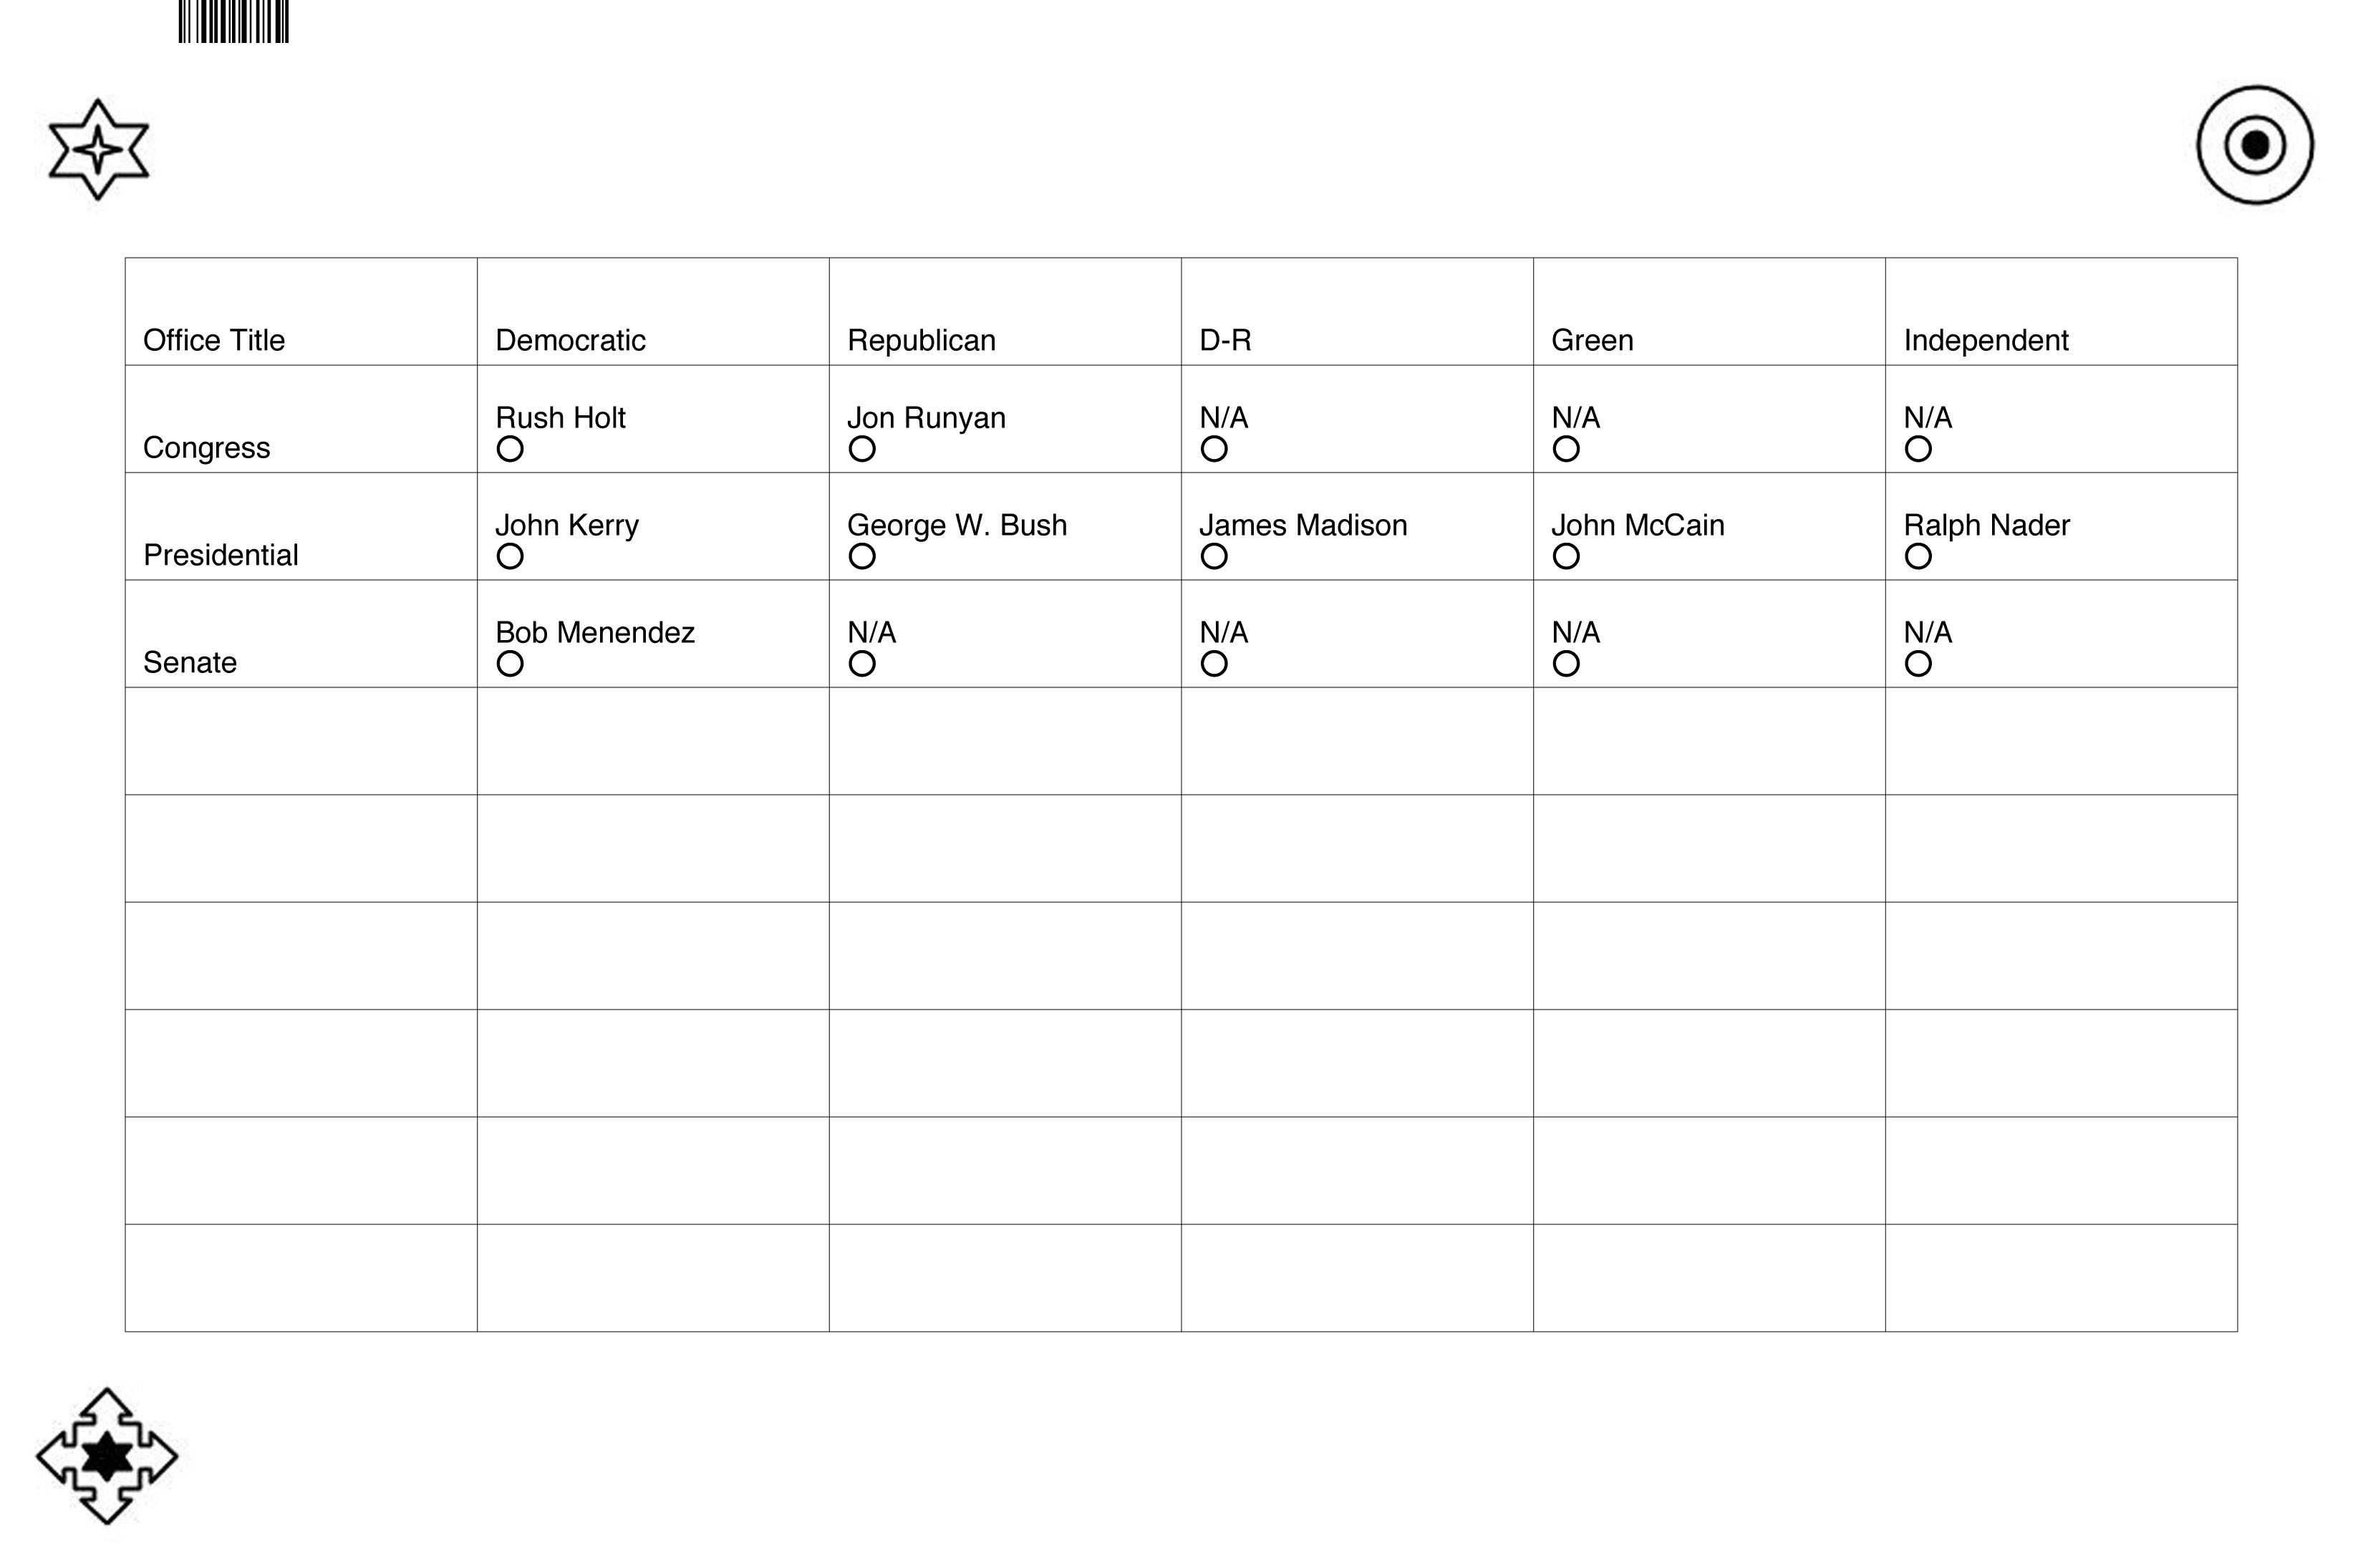 Office Title Democratic Republican D-R Green Independent
Rush Holt Jon Runyan N/A N/A N/A
Congress
John Kerry George W. Bush James Madison John McCain Ralph Nader
Presidential
Bob Menendez N/A N/A N/A N/A
Senate